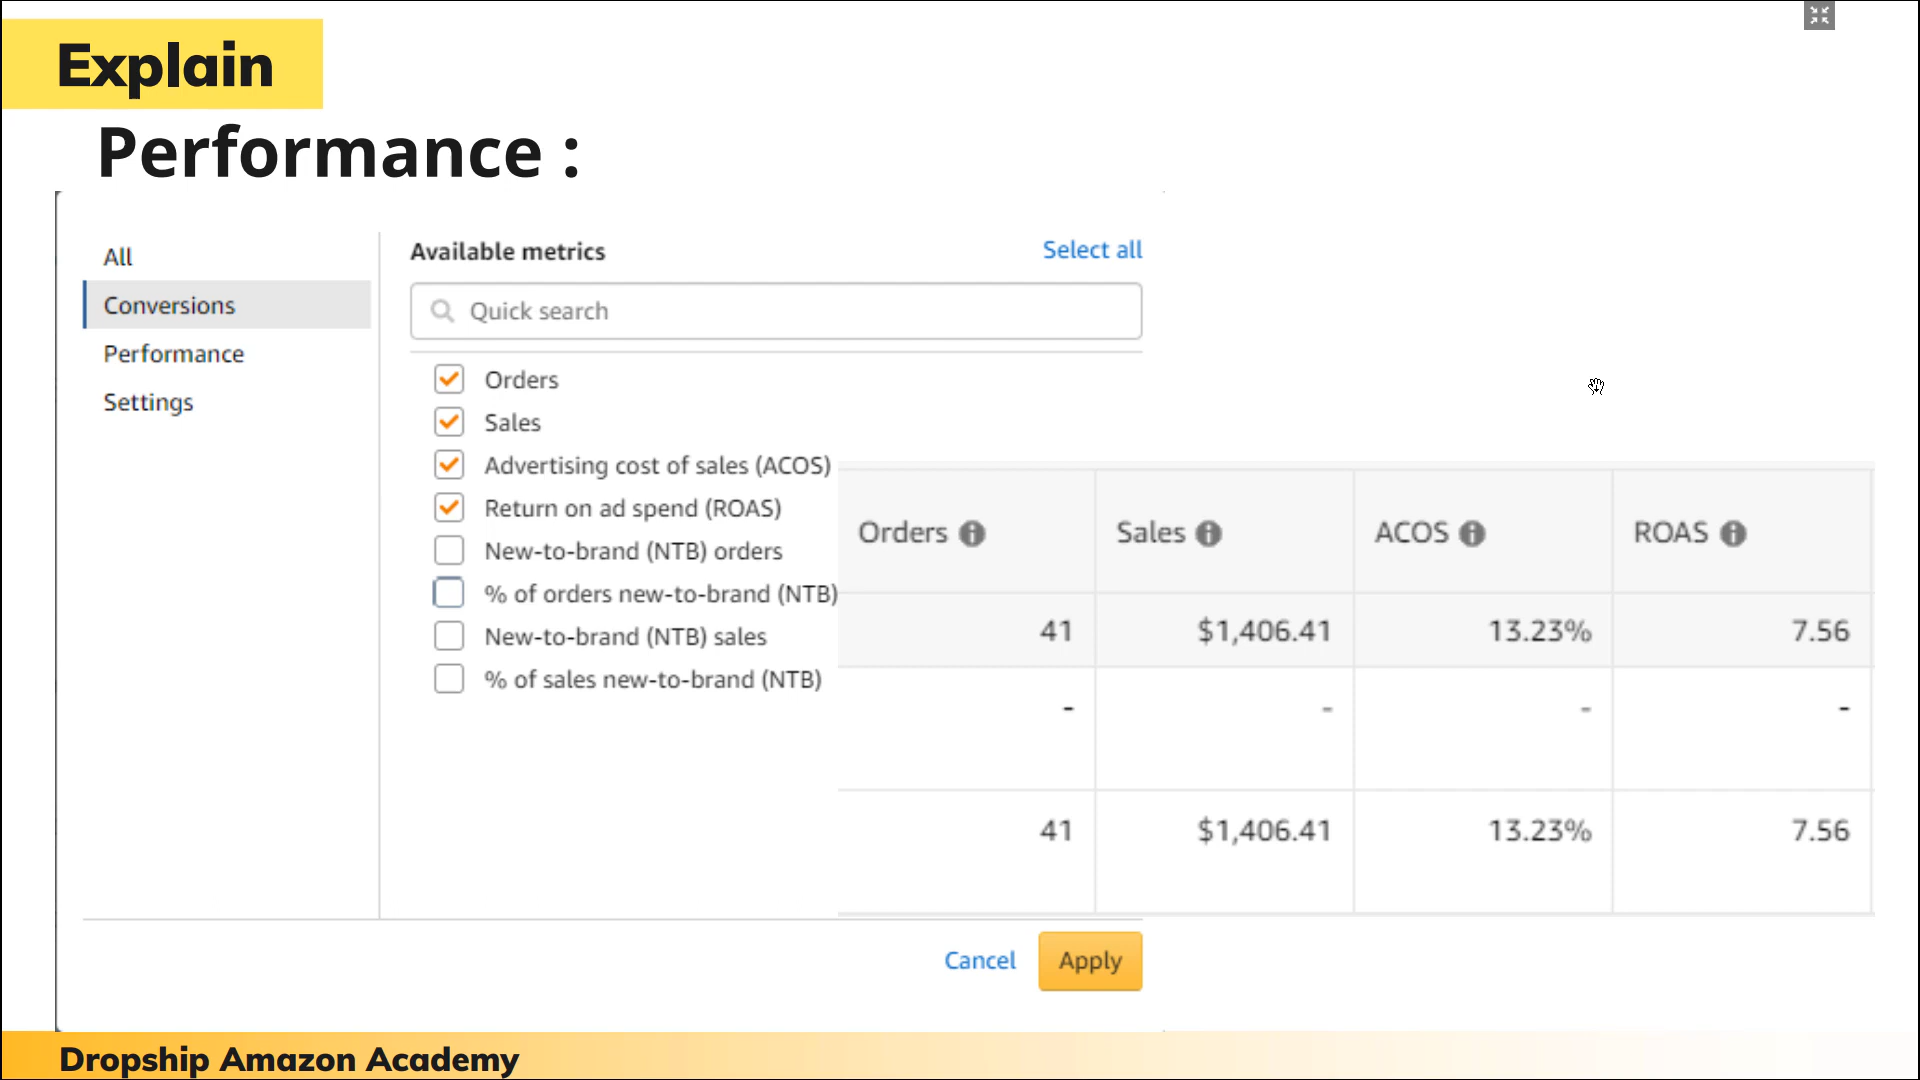 Explain
Performance :
All
Conversions
Performance
Settings
Available metrics
Select all
Quick search
Orders
Sales
Advertising cost of sales (ACOS)
Return on ad spend (ROAS)
New-to-brand (NTB) orders
% of orders new-to-brand (NTB)
New-to-brand (NTB) sales
% of sales new-to-brand (NTB)
Orders Sales ACOS ROAS
41 $1,406.41 13.23% 7.56
- - - -
41 $1,406.41 13.23% 7.56
Cancel Apply
Dropship Amazon Academy